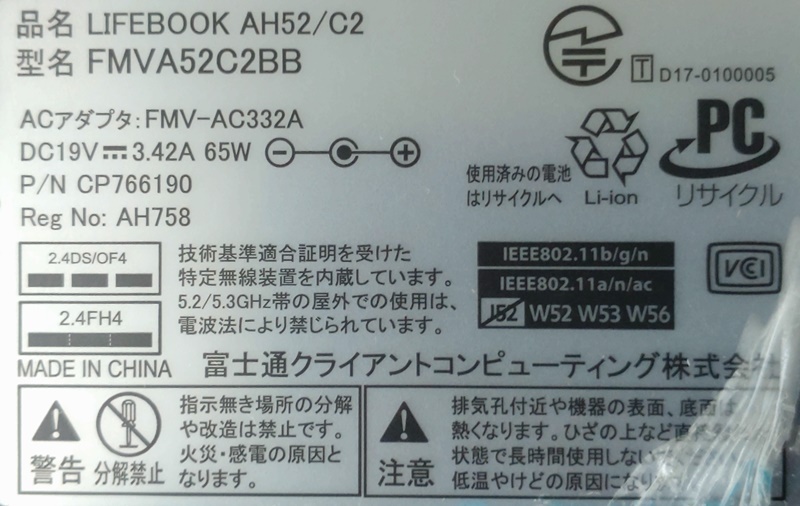 品名 LIFEBOOK AH52/C2
型名 FMVA52C2BB
T D17-0100005
ACアダプタ:FMV-AC332A
DC19V 3.42A 65W
P/N CP766190
Reg No: AH758
使用済みの電池
はリサイクルへ
Li-ion
PC
リサイクル
2.4DS/OF4
2.4FH4
技術基準適合証明を受けた
特定無線装置を内蔵しています。
5.2/5.3GHz帯の屋外での使用は、
電波法により禁じられています。
IEEE802.11b/g/n
IEEE802.11a/n/ac
J52 W52 W53 W56
VCCI
MADE IN CHINA
富士通クライアントコンピューティング株式会社
警告
分解禁止
指示無き場所の分解
や改造は禁止です。
火災・感電の原因と
なります。
注意
排気孔付近や機器の表面、底面は
熱くなります。ひざの上など
状態で長時間使用しない
低温やけどの原因になり